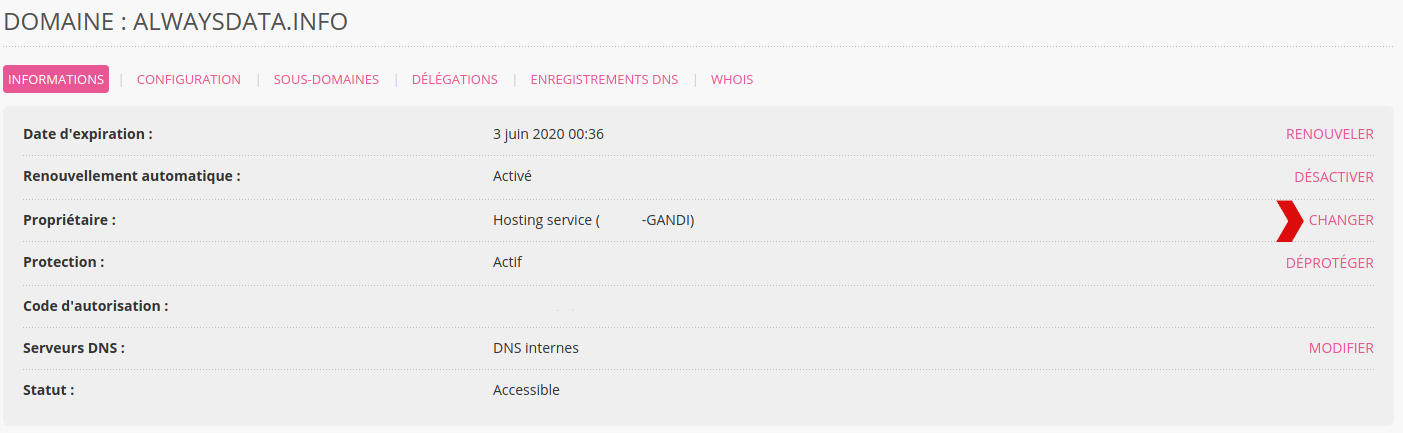 DOMAINE : ALWAYSDATA.INFO
INFORMATIONS | CONFIGURATION | SOUS-DOMAINES | DÉLÉGATIONS | ENREGISTREMENTS DNS | WHOIS
Date d'expiration : 3 juin 2020 00:36 RENOUVELER
Renouvellement automatique : Activé DÉSACTIVER
Propriétaire : Hosting service ( -GANDI) CHANGER
Protection : Actif DÉPROTÉGER
Code d'autorisation :
Serveurs DNS : DNS internes MODIFIER
Statut : Accessible